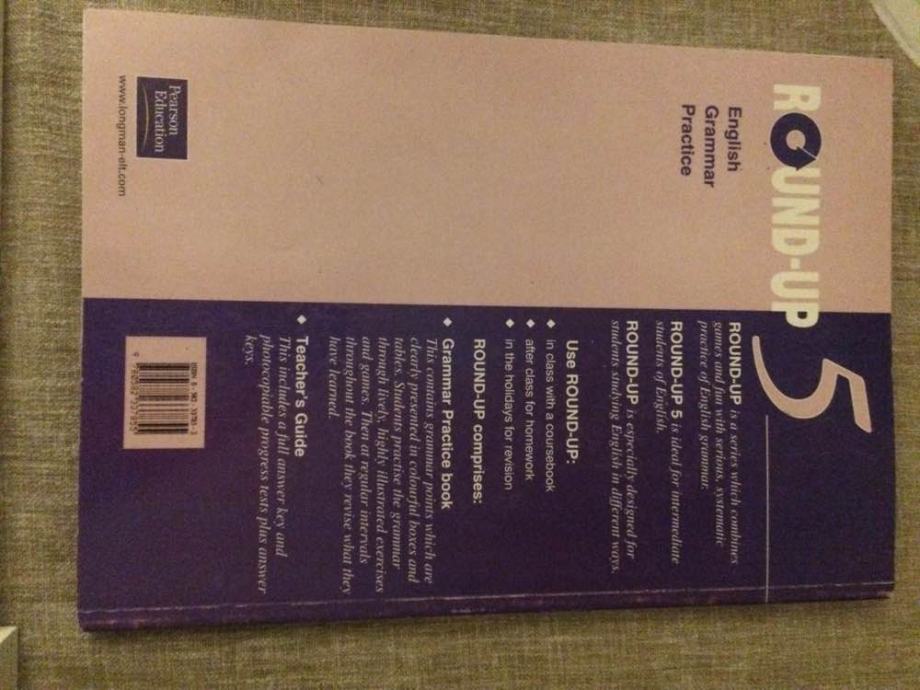 ROUND-UP 5
English
Grammar
Practice
ROUND-UP is a series which combines
games and fun with serious, systematic
practice of English grammar.
ROUND-UP 5 is ideal for intermediate
students of English.
ROUND-UP is especially designed for
students studying English in different ways.
Use ROUND-UP:
◆ in class with a coursebook
◆ after class for homework
◆ in the holidays for revision
ROUND-UP comprises:
◆ Grammar Practice book
This contains grammar points which are
clearly presented in colourful boxes and
tables. Students practise the grammar
through lively, highly illustrated exercises
and games. Then at regular intervals
throughout the book they revise what they
have learned.
◆ Teacher's Guide
This includes a full answer key and
photocopiable progress tests plus answer
keys.
Pearson
Education
www.longman-elt.com